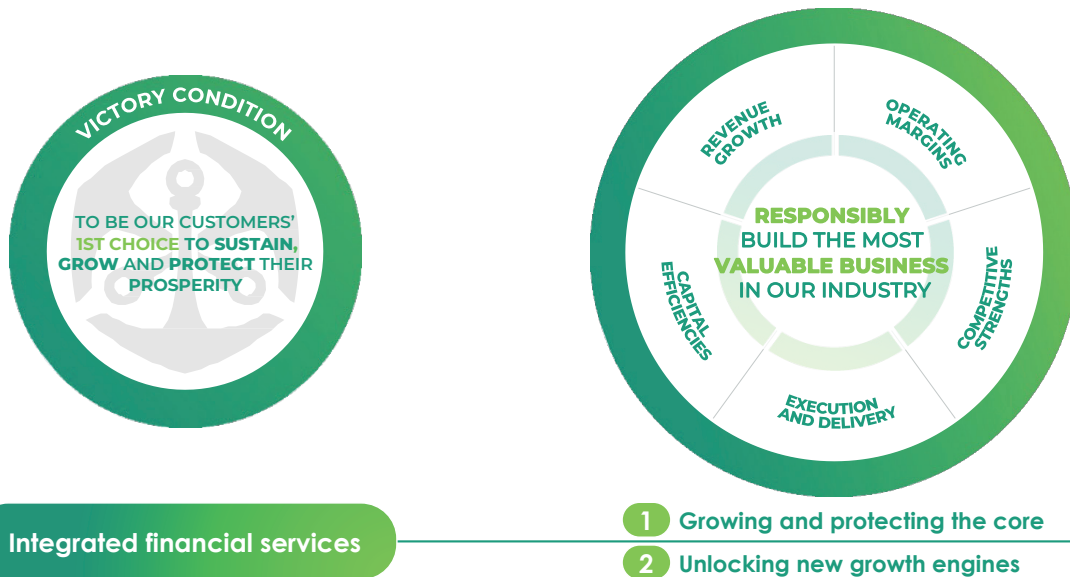 VICTORY CONDITION
TO BE OUR CUSTOMERS’
1ST CHOICE TO SUSTAIN,
GROW AND PROTECT THEIR
PROSPERITY
REVENUE
GROWTH
OPERATING
MARGINS
RESPONSIBLY
BUILD THE MOST
VALUABLE BUSINESS
IN OUR INDUSTRY
CAPITAL
EFFICIENCIES
COMPETITIVE
STRENGTHS
EXECUTION
AND DELIVERY
Integrated financial services
1 Growing and protecting the core
2 Unlocking new growth engines